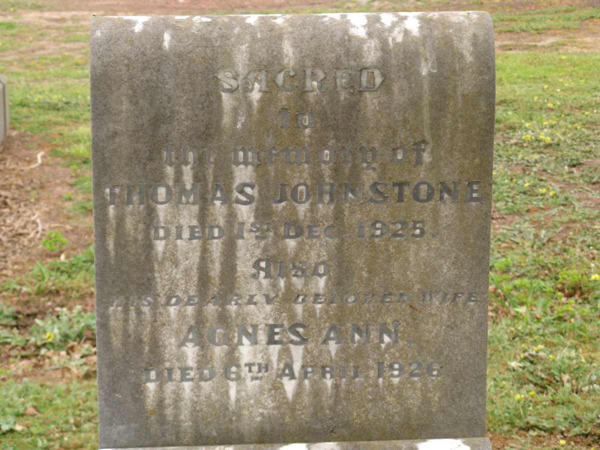 SACRED
to
the memory of
THOMAS JOHNSTONE
DIED 1ST DEC. 1925.
Also
HIS DEARLY BELOVED WIFE
AGNES ANN.
DIED 6TH APRIL 1926